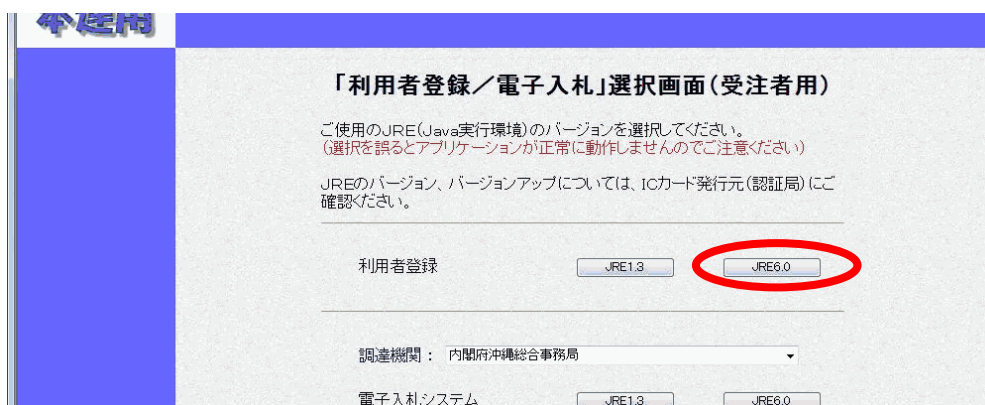 本運用
「利用者登録／電子入札」選択画面(受注者用)
ご使用のJRE(Java実行環境)のバージョンを選択してください。
(選択を誤るとアプリケーションが正常に動作しませんのでご注意ください)
JREのバージョン、バージョンアップについては、ICカード発行元(認証局)にご
確認ください。
利用者登録 JRE1.3 JRE6.0
調達機関： 内閣府沖縄総合事務局
電子入札システム JRE1.3 JRE6.0